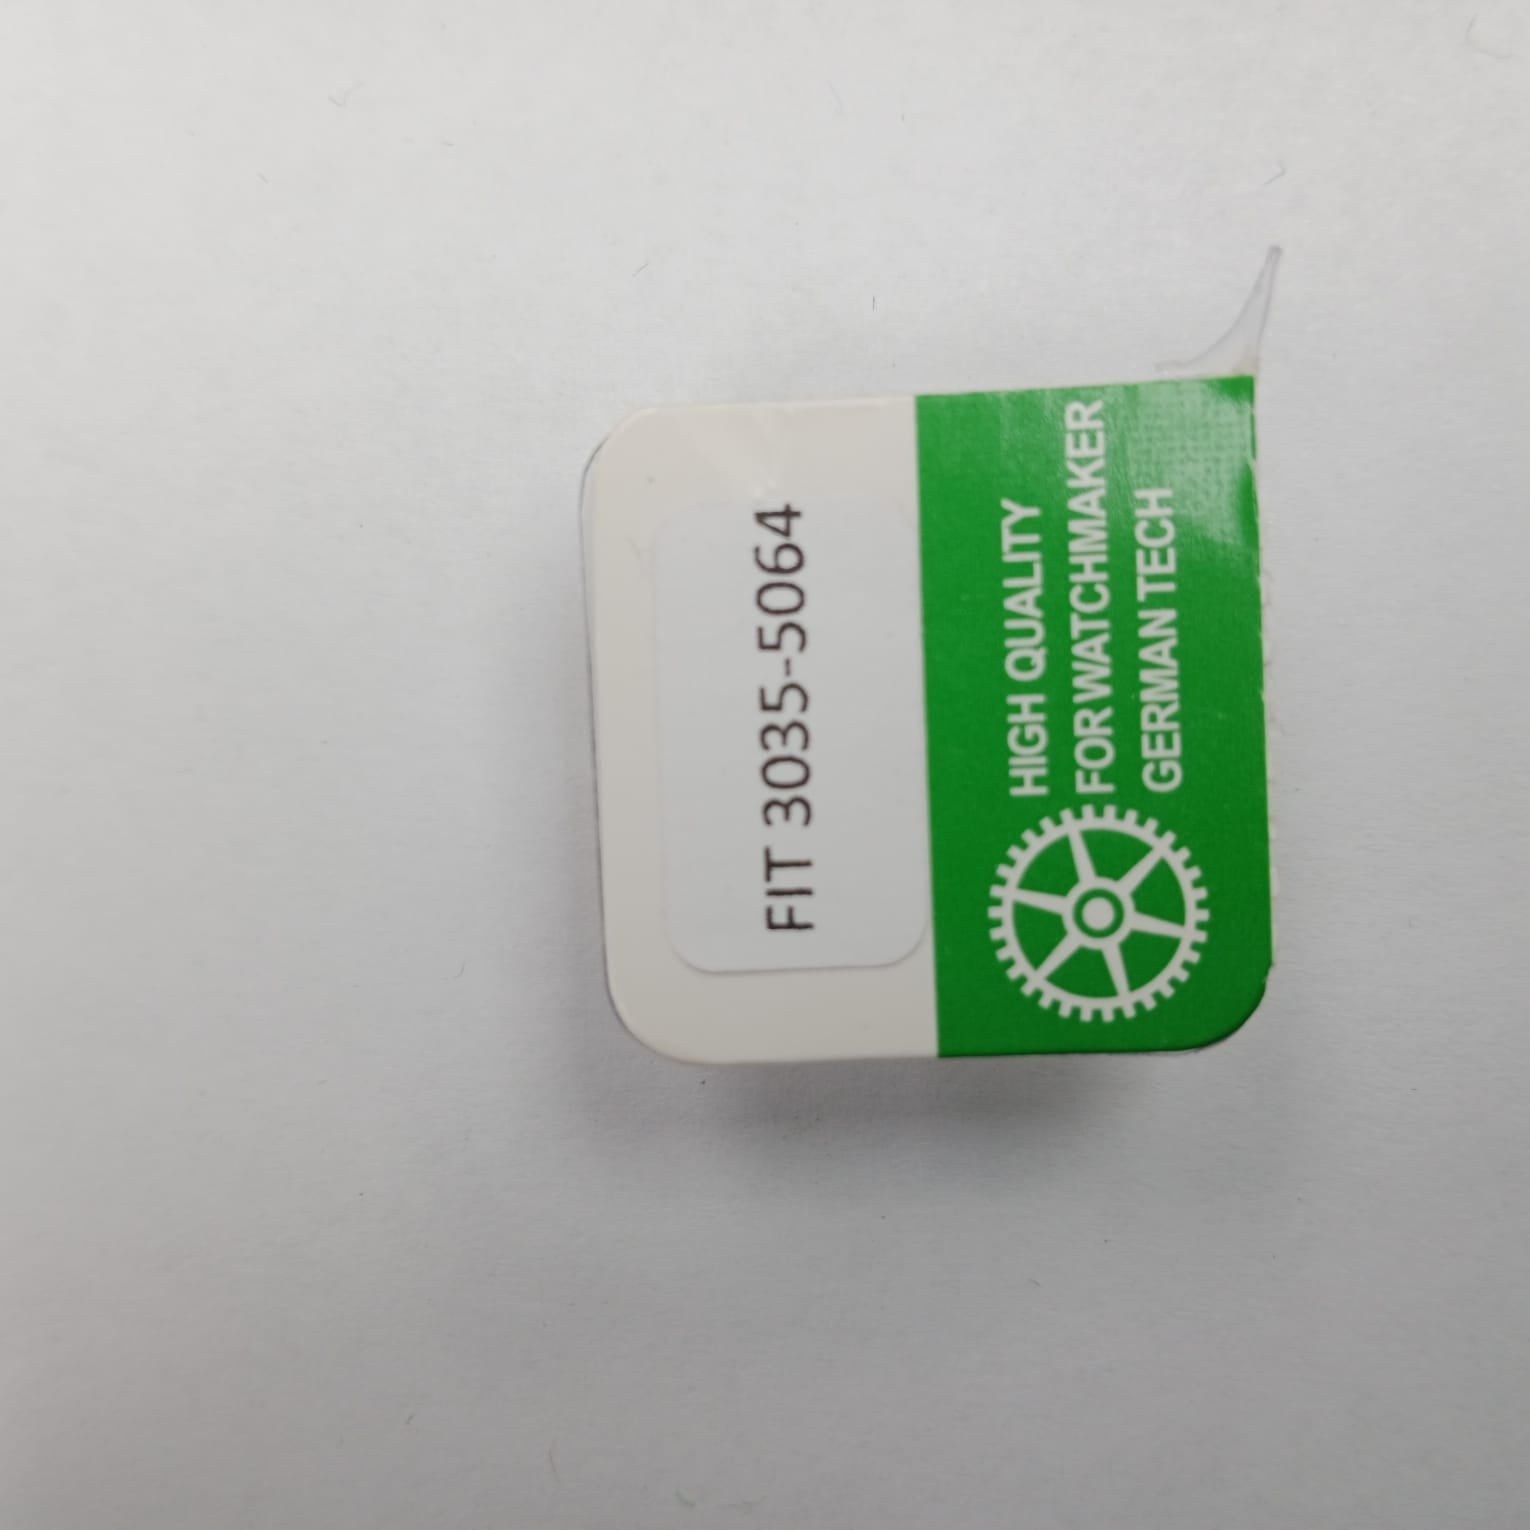 FIT 3035-5064
HIGH QUALITY
FOR WATCHMAKER
GERMAN TECH